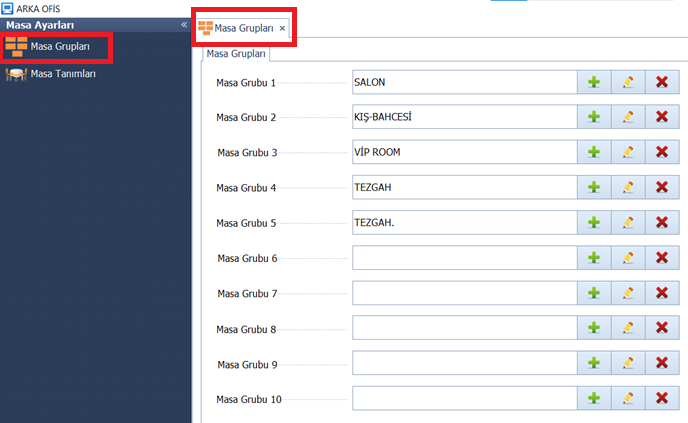 ARKA OFİS
Masa Ayarları «
Masa Grupları
Masa Tanımları
Masa Grupları ×
Masa Grupları
Masa Grubu 1 SALON
Masa Grubu 2 KIŞ-BAHCESİ
Masa Grubu 3 VİP ROOM
Masa Grubu 4 TEZGAH
Masa Grubu 5 TEZGAH.
Masa Grubu 6
Masa Grubu 7
Masa Grubu 8
Masa Grubu 9
Masa Grubu 10